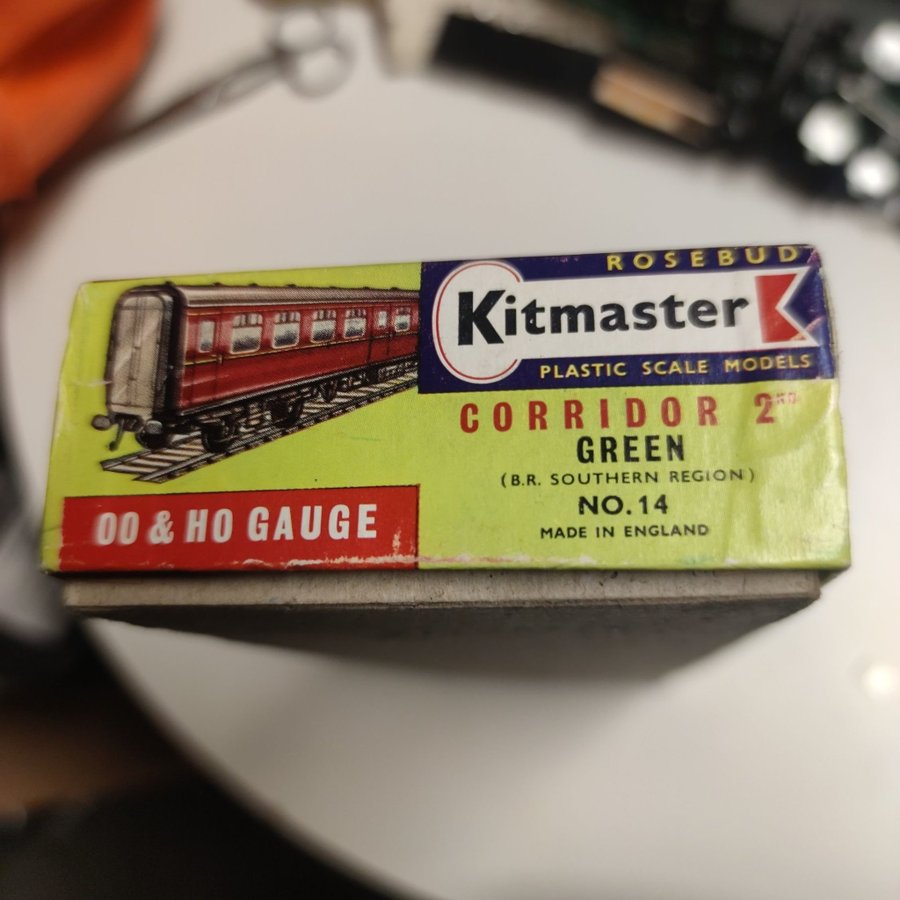 ROSEBUD
Kitmaster
PLASTIC SCALE MODELS
CORRIDOR 2ND
GREEN
(B.R. SOUTHERN REGION)
NO. 14
MADE IN ENGLAND
OO & HO GAUGE